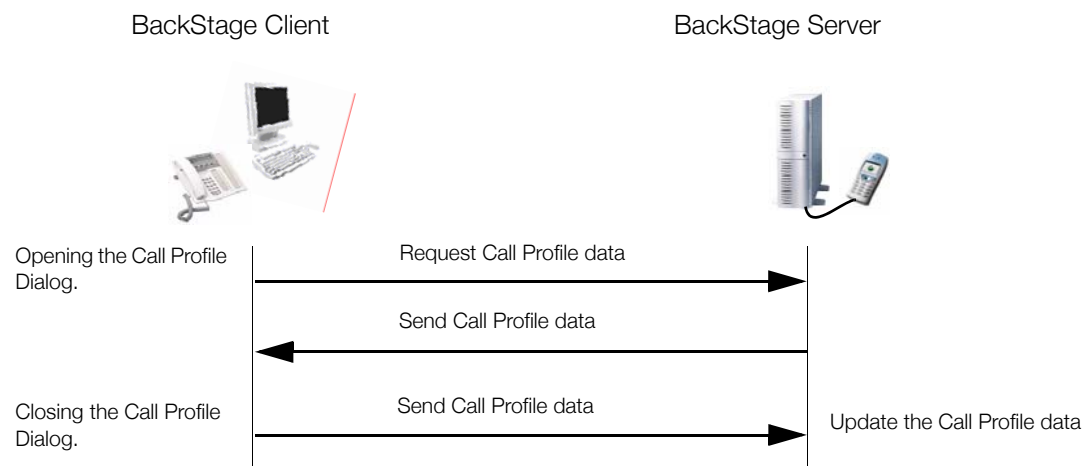 BackStage Client
BackStage Server
Opening the Call Profile
Dialog.
Request Call Profile data
Send Call Profile data
Closing the Call Profile
Dialog.
Send Call Profile data
Update the Call Profile data